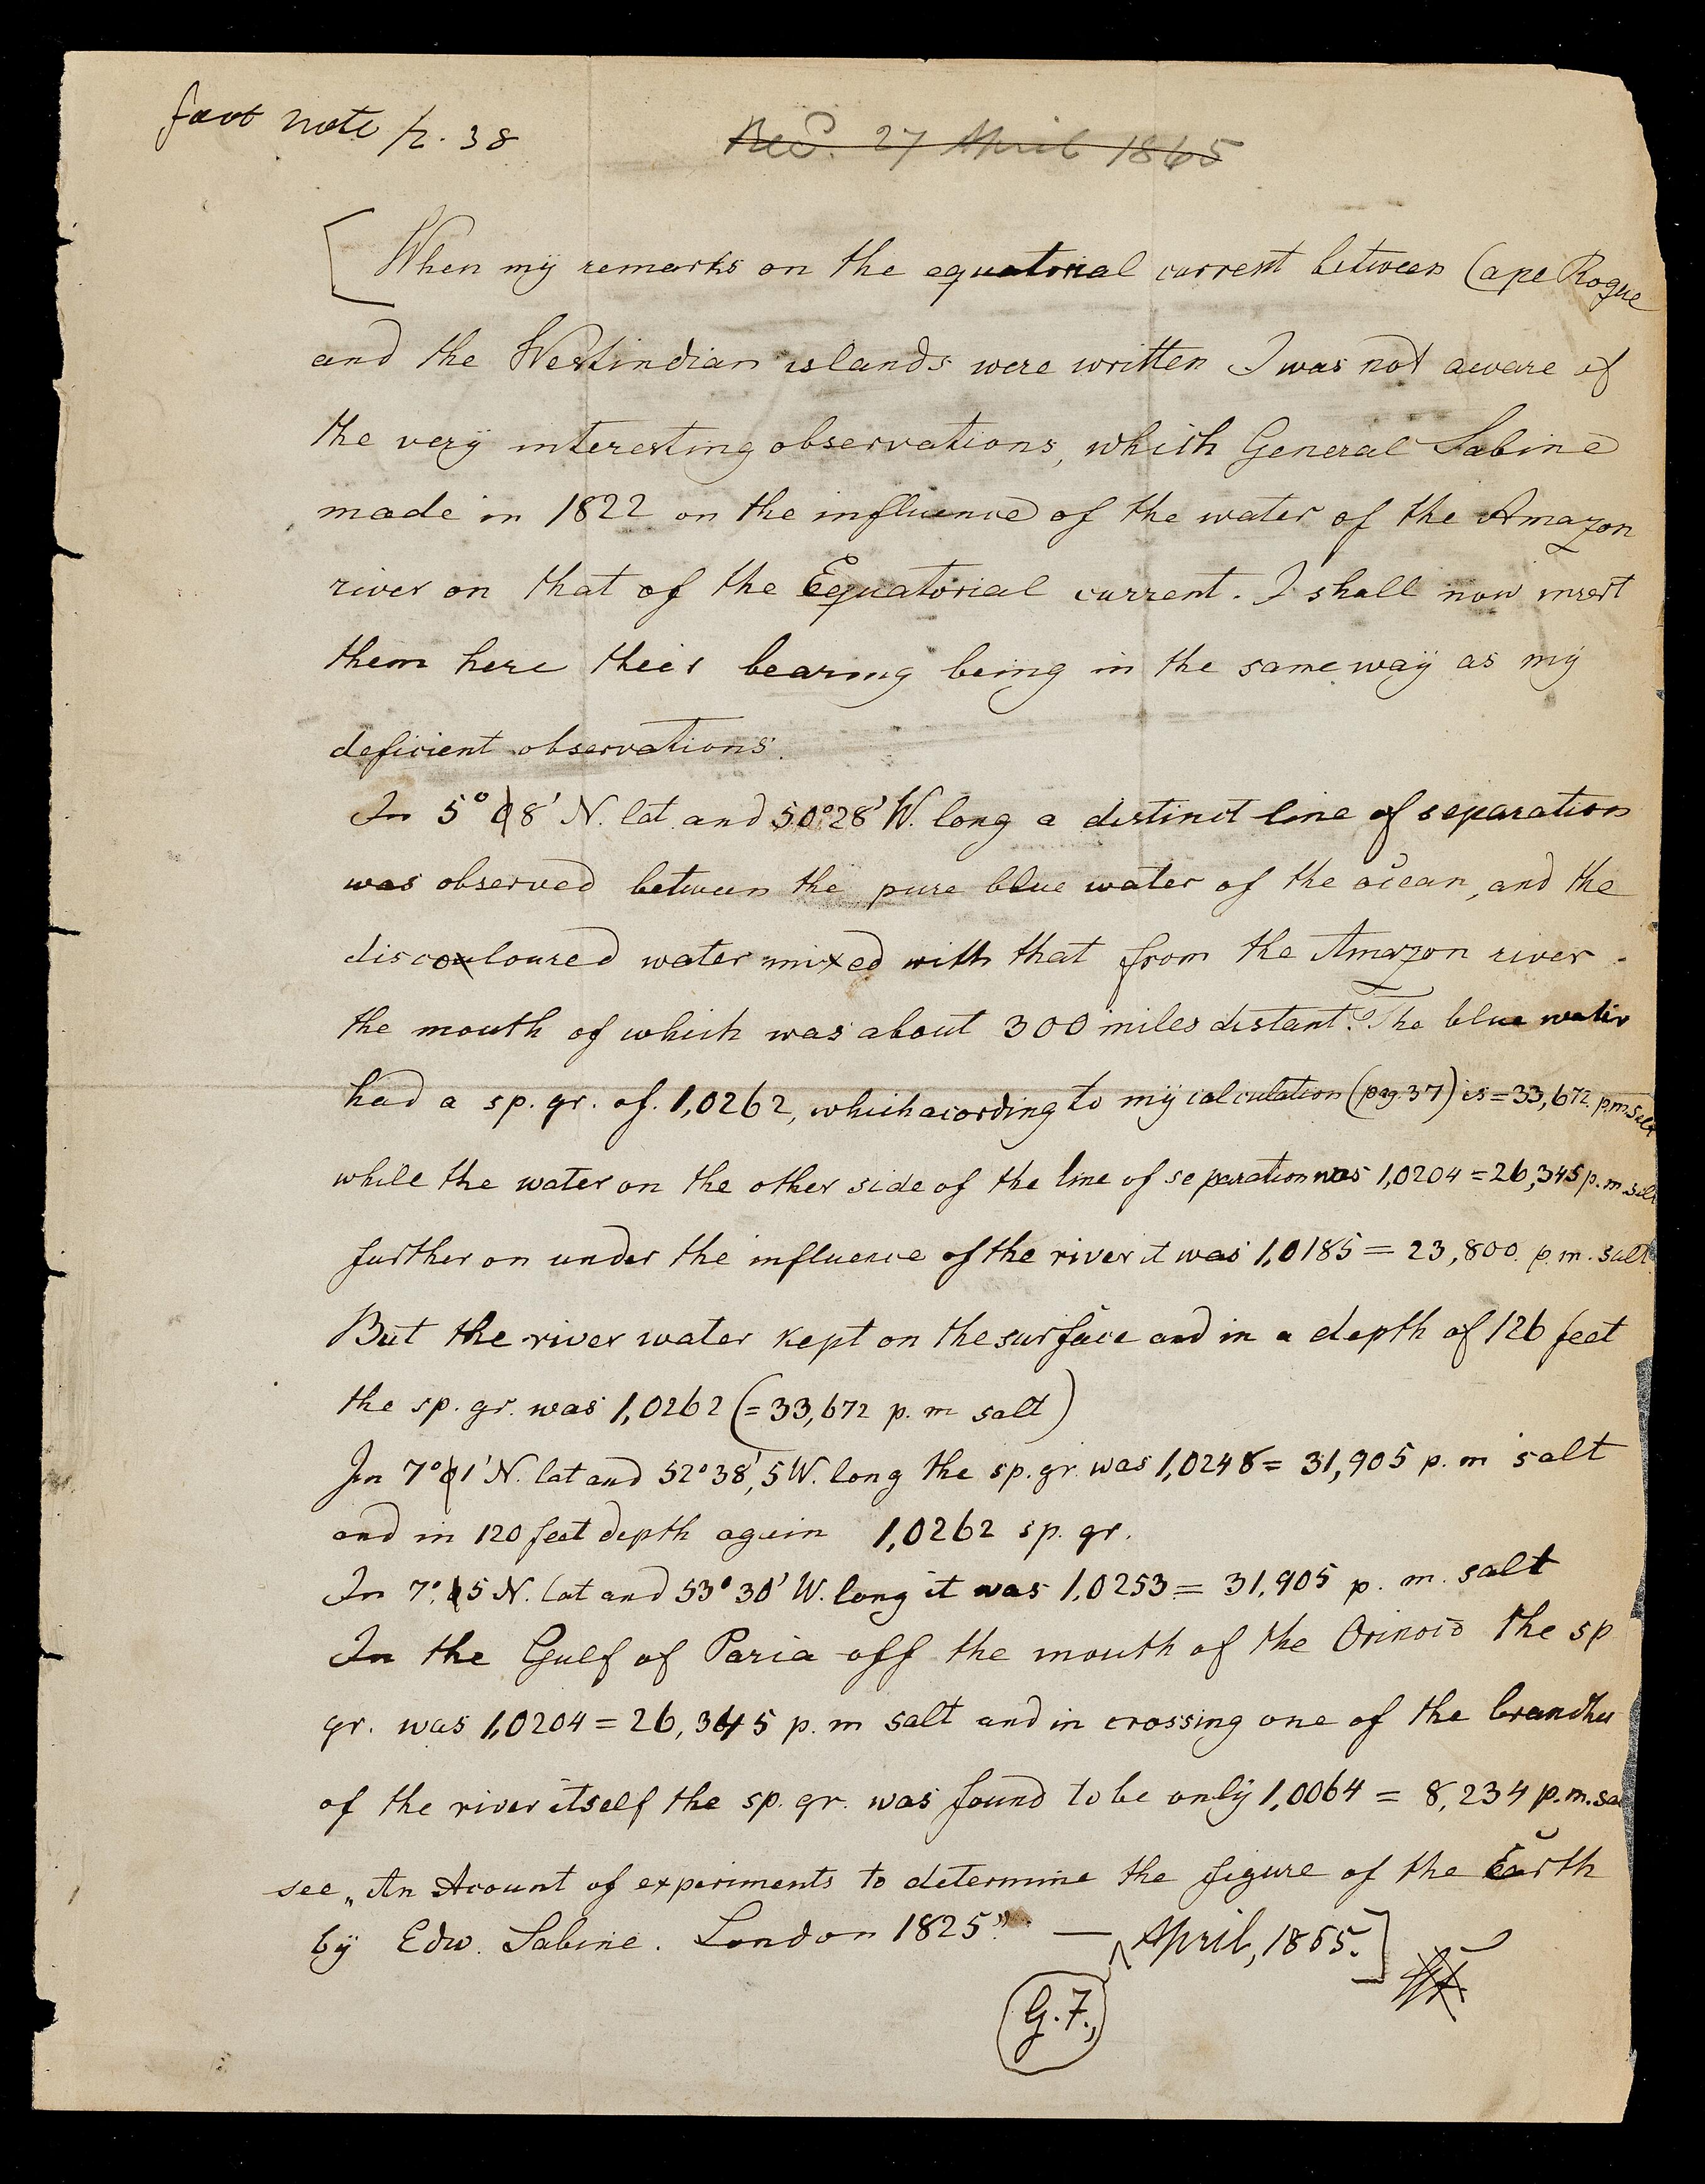 foot note p. 38
Rec^d. 27 April 1865
[When my remarks on the equatorial current between Cape Roque
and the Westindian islands were written I was not aware of
the very interesting observations, which General Sabine
made in 1822 on the influence of the water of the Amazon
river on that of the Equatorial current. I shall now insert
them here their bearing being in the same way as my
deficient observations.
In 5° 08' N. lat. and 50°28' W. long a distinct line of separation
was observed between the pure blue water of the ocean, and the
discouloured water mixed with that from the Amazon river
the mouth of which was about 300 miles distant. The blue water
had a sp. gr. of. 1,0262, which acording to my calculation (pag. 37) is = 33,672. p.m. salt
while the water on the other side of the line of separation was 1,0204 = 26,345 p. m. salt
further on under the influence of the river it was 1,0185 = 23,800. p. m. salt.
But the river water kept on the surface and in a depth of 126 feet
the sp. gr. was 1,0262 (= 33,672 p. m salt)
In 7° 01' N. lat and 52° 38',5 W. long the sp. gr. was 1,0248 = 31,905 p. m salt
and in 120 feet depth again 1,0262 sp. gr.
In 7°. 5 N. lat and 53° 30' W. long it was 1,0253 = 31,905 p. m. salt
In the Gulf of Paria off the mouth of the Orinoco the sp
gr. was 1,0204 = 26,345 p. m salt and in crossing one of the branches
of the river itself the sp. gr. was found to be only 1,0064 = 8,234 p.m. sa
see „An Acount of experiments to determine the figure of the Earth
by Edw. Sabine. London 1825”. — April, 1865.]
G. F.,